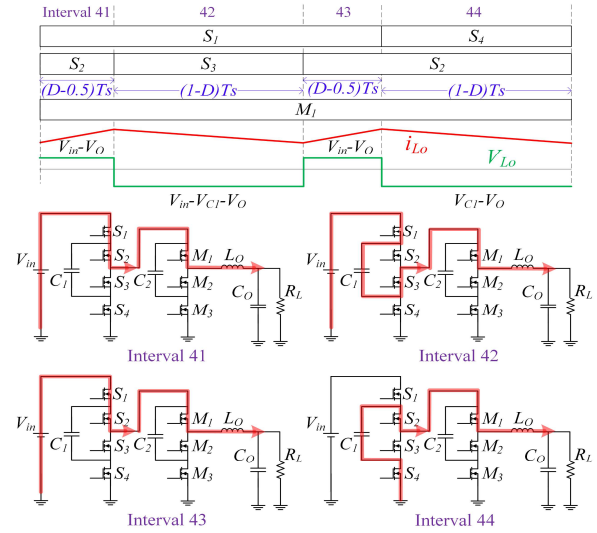 Interval 41 42 43 44
S1 S4
S2 S3 S2
(D-0.5)Ts (1-D)Ts (D-0.5)Ts (1-D)Ts
M1
Vin-VO Vin-VO iLo
VLo
Vin-VC1-VO VC1-VO
Vin S1 S2 S3 S4 C1 C2 M1 M2 M3 LO CO RL
Interval 41
Vin S1 S2 S3 S4 C1 C2 M1 M2 M3 LO CO RL
Interval 42
Vin S1 S2 S3 S4 C1 C2 M1 M2 M3 LO CO RL
Interval 43
Vin S1 S2 S3 S4 C1 C2 M1 M2 M3 LO CO RL
Interval 44